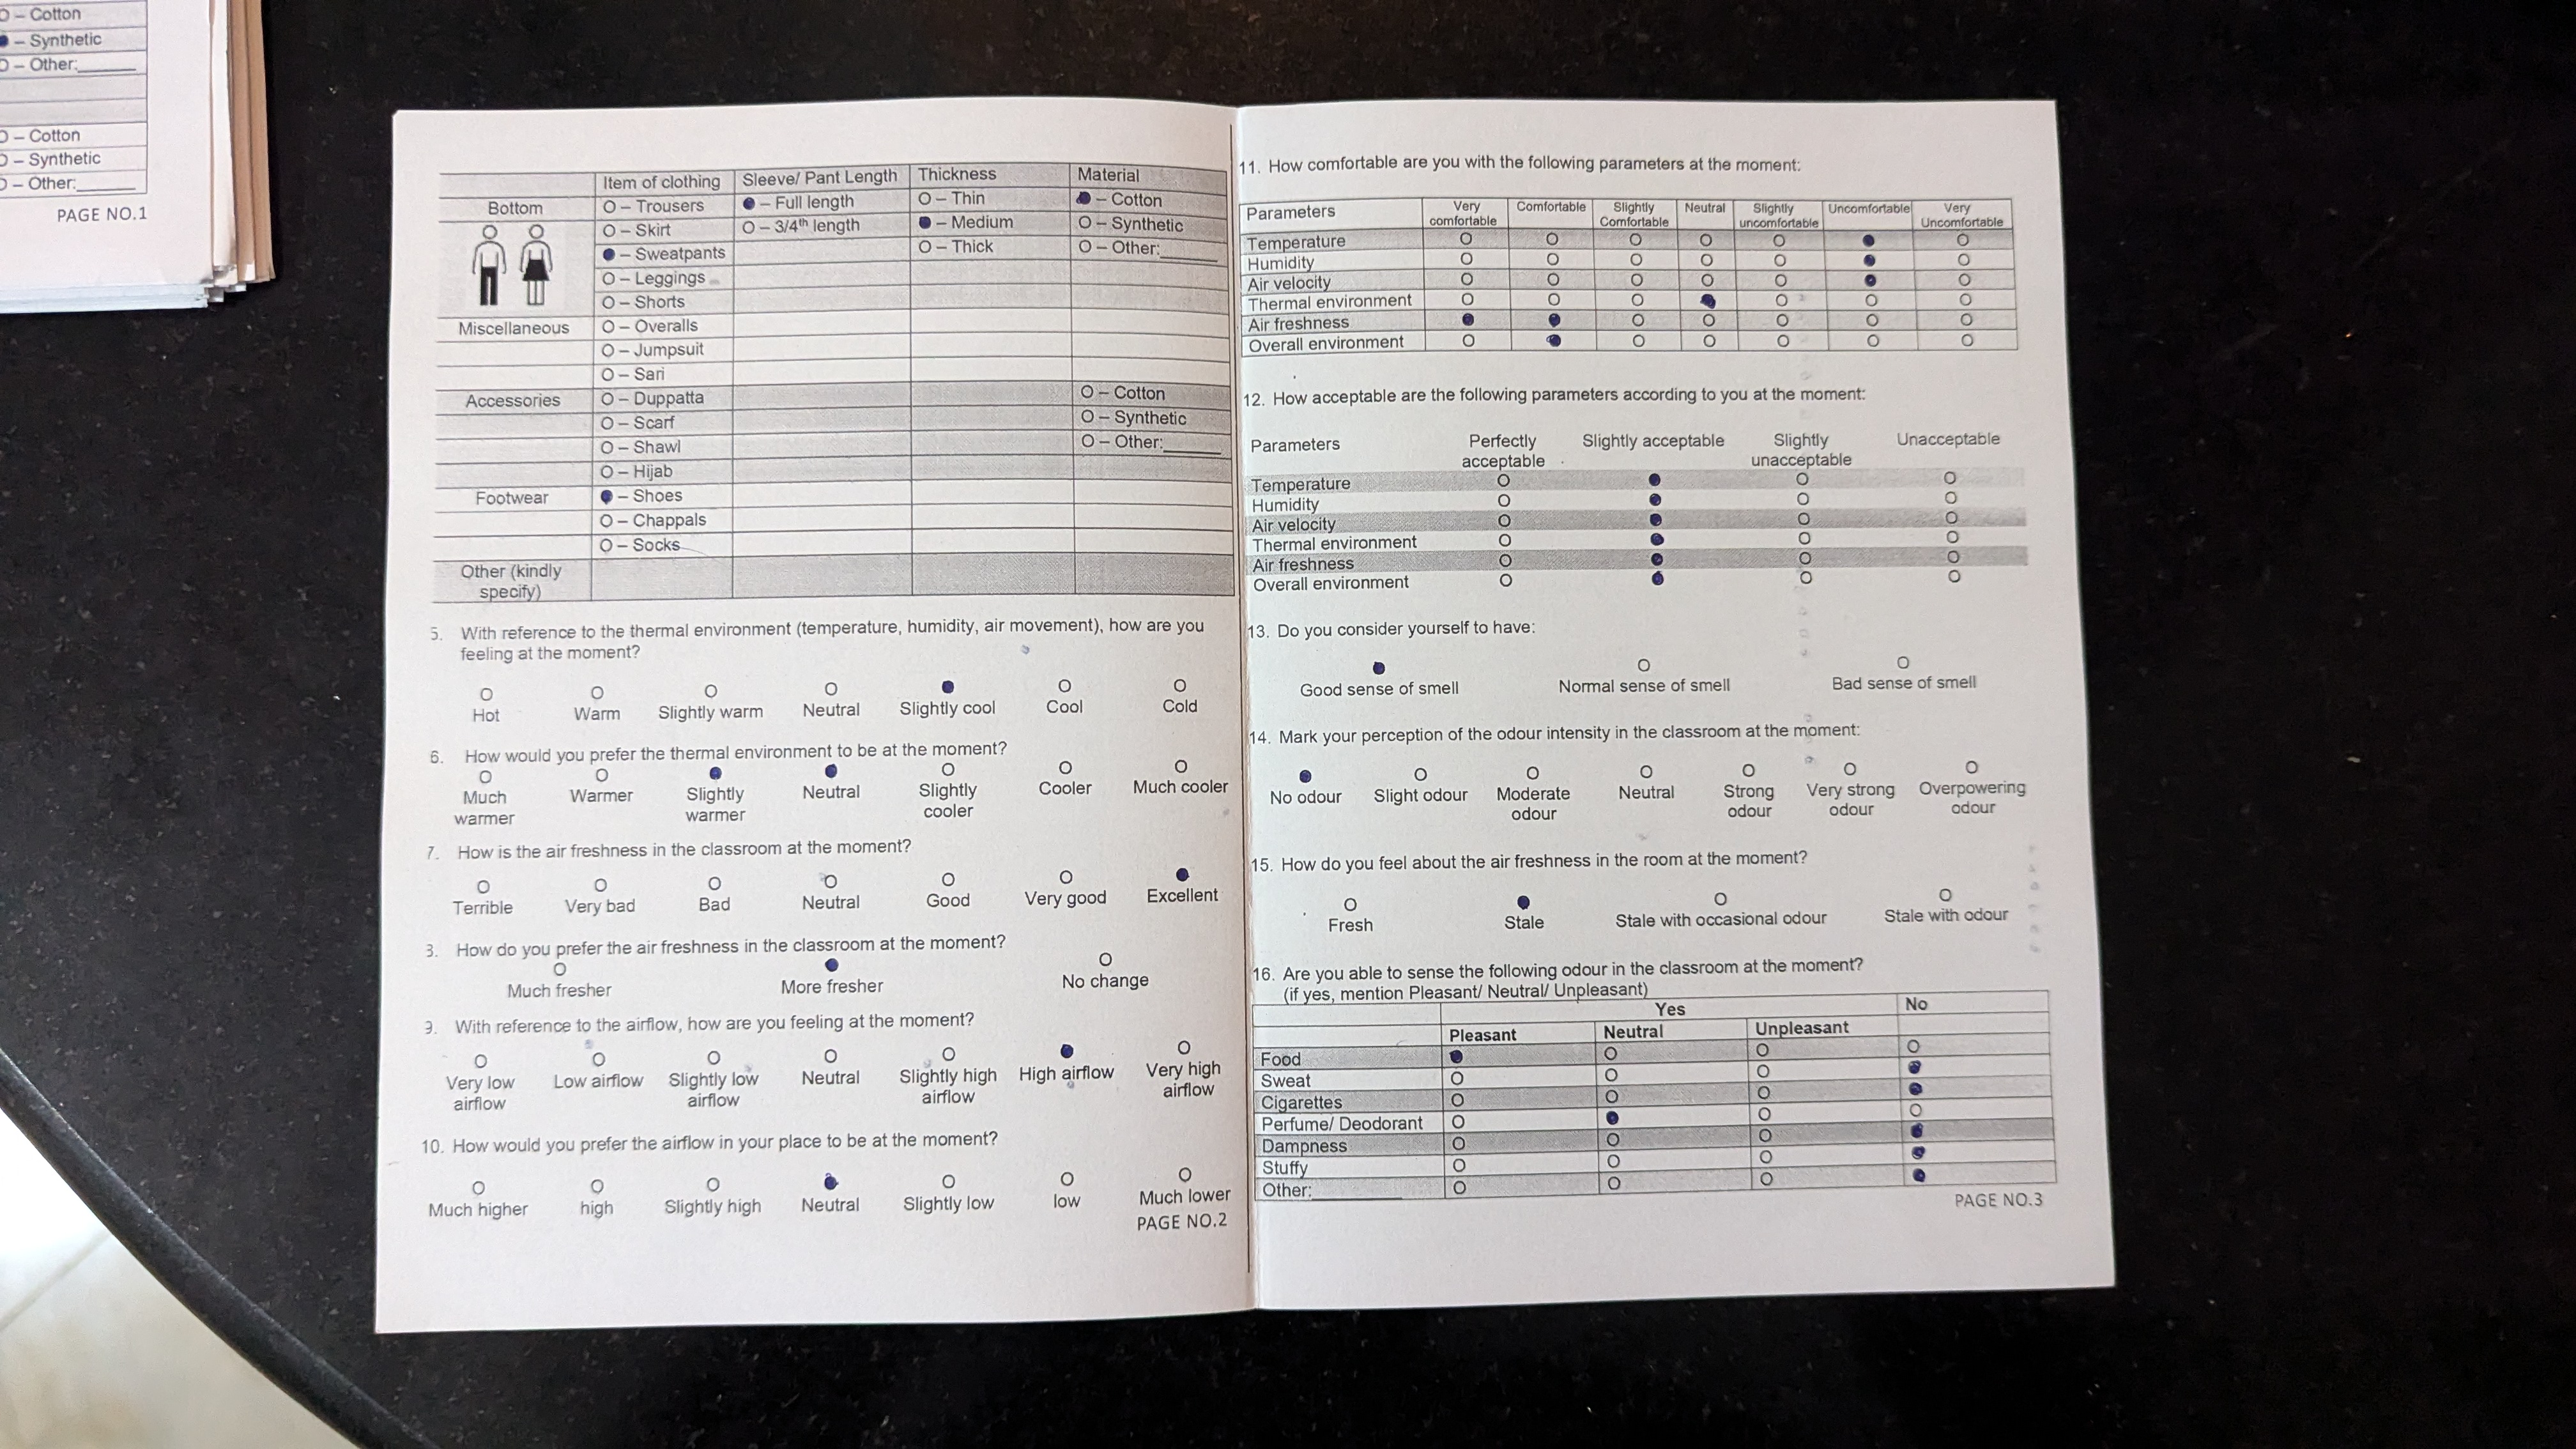 O – Cotton
● – Synthetic
O – Other:______
O – Cotton
O – Synthetic
O – Other:______
PAGE NO.1
Item of clothing Sleeve/ Pant Length Thickness Material
Bottom O – Trousers ● – Full length O – Thin ● – Cotton
O – Skirt O – 3/4th length ● – Medium O – Synthetic
● – Sweatpants O – Thick O – Other:______
O – Leggings
O – Shorts
Miscellaneous O – Overalls
O – Jumpsuit
O – Sari
Accessories O – Duppatta O – Cotton
O – Scarf O – Synthetic
O – Shawl O – Other:______
O – Hijab
Footwear ● – Shoes
O – Chappals
O – Socks
Other (kindly
specify)
5. With reference to the thermal environment (temperature, humidity, air movement), how are you
feeling at the moment?
O O O O ● O O
Hot Warm Slightly warm Neutral Slightly cool Cool Cold
6. How would you prefer the thermal environment to be at the moment?
O O ● ● O O O
Much Warmer Slightly Neutral Slightly Cooler Much cooler
warmer warmer cooler
7. How is the air freshness in the classroom at the moment?
O O O O O O ●
Terrible Very bad Bad Neutral Good Very good Excellent
3. How do you prefer the air freshness in the classroom at the moment?
O ● O
Much fresher More fresher No change
9. With reference to the airflow, how are you feeling at the moment?
O O O O O ● O
Very low Low airflow Slightly low Neutral Slightly high High airflow Very high
airflow airflow airflow airflow
10. How would you prefer the airflow in your place to be at the moment?
O O O ● O O O
Much higher high Slightly high Neutral Slightly low low Much lower
PAGE NO.2
11. How comfortable are you with the following parameters at the moment:
Parameters Very Comfortable Slightly Neutral Slightly Uncomfortable Very
comfortable Comfortable uncomfortable Uncomfortable
Temperature O O O O O ● O
Humidity O O O O O ● O
Air velocity O O O O O ● O
Thermal environment O O O ● O O O
Air freshness ● ● O O O O O
Overall environment O ● O O O O O
12. How acceptable are the following parameters according to you at the moment:
Parameters Perfectly Slightly acceptable Slightly Unacceptable
acceptable unacceptable
Temperature O ● O O
Humidity O ● O O
Air velocity O ● O O
Thermal environment O ● O O
Air freshness O ● O O
Overall environment O ● O O
13. Do you consider yourself to have:
● O O
Good sense of smell Normal sense of smell Bad sense of smell
14. Mark your perception of the odour intensity in the classroom at the moment:
● O O O O O O
No odour Slight odour Moderate Neutral Strong Very strong Overpowering
odour odour odour odour
15. How do you feel about the air freshness in the room at the moment?
O ● O O
Fresh Stale Stale with occasional odour Stale with odour
16. Are you able to sense the following odour in the classroom at the moment?
(if yes, mention Pleasant/ Neutral/ Unpleasant)
Yes No
Pleasant Neutral Unpleasant
Food ● O O O
Sweat O O O ●
Cigarettes O O O ●
Perfume/ Deodorant O ● O O
Dampness O O O ●
Stuffy O O O ●
Other:__________ O O O ●
PAGE NO.3